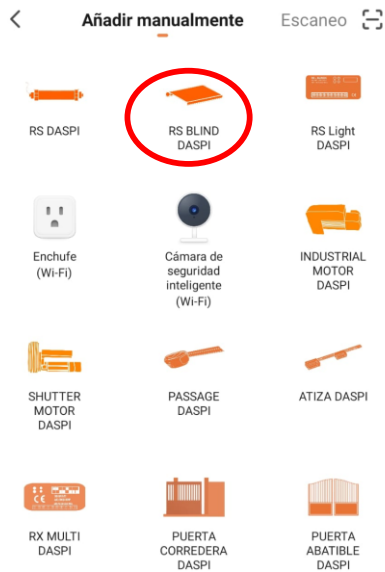 Añadir manualmente
Escaneo
RS DASPI
RS BLIND
DASPI
RS Light
DASPI
Enchufe
(Wi-Fi)
Cámara de
seguridad
inteligente
(Wi-Fi)
INDUSTRIAL
MOTOR
DASPI
SHUTTER
MOTOR
DASPI
PASSAGE
DASPI
ATIZA DASPI
RX MULTI
DASPI
PUERTA
CORREDERA
DASPI
PUERTA
ABATIBLE
DASPI